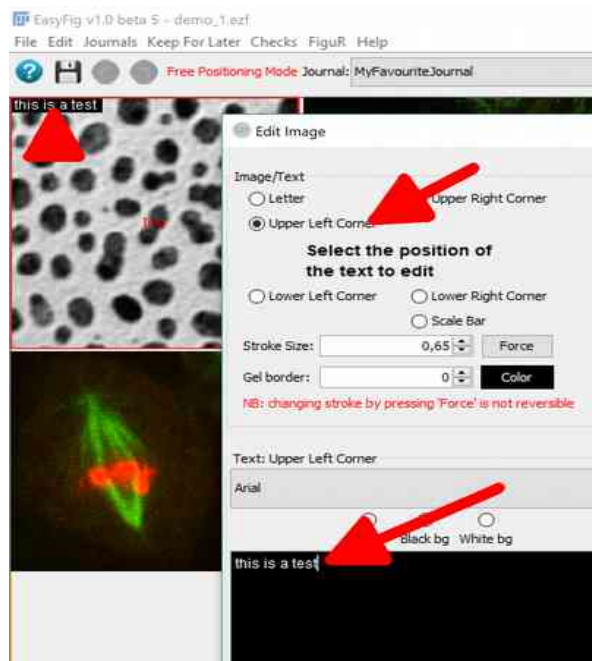 EasyFig v1.0 beta 5 - demo_1.ezf
File Edit Journals Keep For Later Checks FiguR Help
Free Positioning Mode Journal: MyFavouriteJournal
this is a test
Edit Image
Image/Text
Letter
Upper Right Corner
Upper Left Corner
Select the position of
the text to edit
Lower Left Corner
Lower Right Corner
Scale Bar
Stroke Size: 0,65 Force
Gel border: 0 Color
NB: changing stroke by pressing 'Force' is not reversible
Text: Upper Left Corner
Arial
Black bg White bg
this is a test